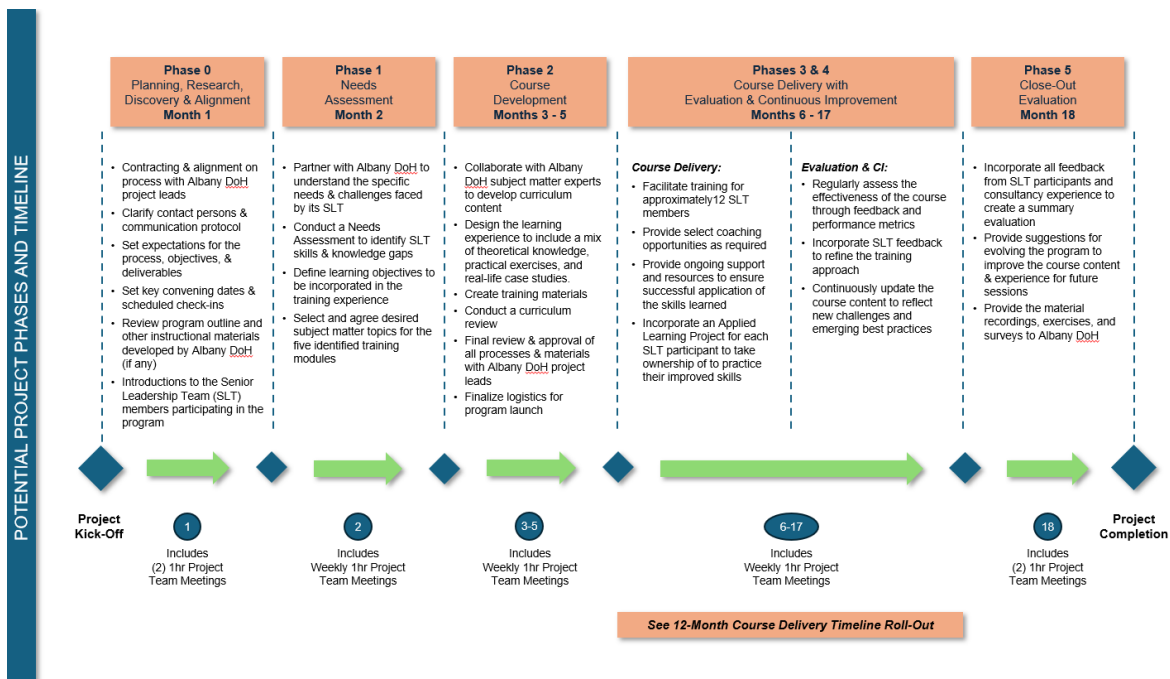 POTENTIAL PROJECT PHASES AND TIMELINE
Phase 0
Planning, Research,
Discovery & Alignment
Month 1
Phase 1
Needs
Assessment
Month 2
Phase 2
Course
Development
Months 3 - 5
Phases 3 & 4
Course Delivery with
Evaluation & Continuous Improvement
Months 6 - 17
Phase 5
Close-Out
Evaluation
Month 18
• Contracting & alignment on
process with Albany DoH
project leads
• Clarify contact persons &
communication protocol
• Set expectations for the
process, objectives, &
deliverables
• Set key convening dates &
scheduled check-ins
• Review program outline and
other instructional materials
developed by Albany DoH
(if any)
• Introductions to the Senior
Leadership Team (SLT)
members participating in the
program
• Partner with Albany DoH to
understand the specific
needs & challenges faced
by its SLT
• Conduct a Needs
Assessment to identify SLT
skills & knowledge gaps
• Define learning objectives to
be incorporated in the
training experience
• Select and agree desired
subject matter topics for the
five identified training
modules
• Collaborate with Albany
DoH subject matter experts
to develop curriculum
content
• Design the learning
experience to include a mix
of theoretical knowledge,
practical exercises, and
real-life case studies.
• Create training materials
• Conduct a curriculum
review
• Final review & approval of
all processes & materials
with Albany DoH project
leads
• Finalize logistics for
program launch
Course Delivery:
• Facilitate training for
approximately12 SLT
members
• Provide select coaching
opportunities as required
• Provide ongoing support
and resources to ensure
successful application of
the skills learned
• Incorporate an Applied
Learning Project for each
SLT participant to take
ownership of to practice
their improved skills
Evaluation & CI:
• Regularly assess the
effectiveness of the course
through feedback and
performance metrics
• Incorporate SLT feedback
to refine the training
approach
• Continuously update the
course content to reflect
new challenges and
emerging best practices
• Incorporate all feedback
from SLT participants and
consultancy experience to
create a summary
evaluation
• Provide suggestions for
evolving the program to
improve the course content
& experience for future
sessions
• Provide the material
recordings, exercises, and
surveys to Albany DoH
Project
Kick-Off
1
Includes
(2) 1hr Project
Team Meetings
2
Includes
Weekly 1hr Project
Team Meetings
3-5
Includes
Weekly 1hr Project
Team Meetings
6-17
Includes
Weekly 1hr Project
Team Meetings
18
Includes
(2) 1hr Project
Team Meetings
Project
Completion
See 12-Month Course Delivery Timeline Roll-Out